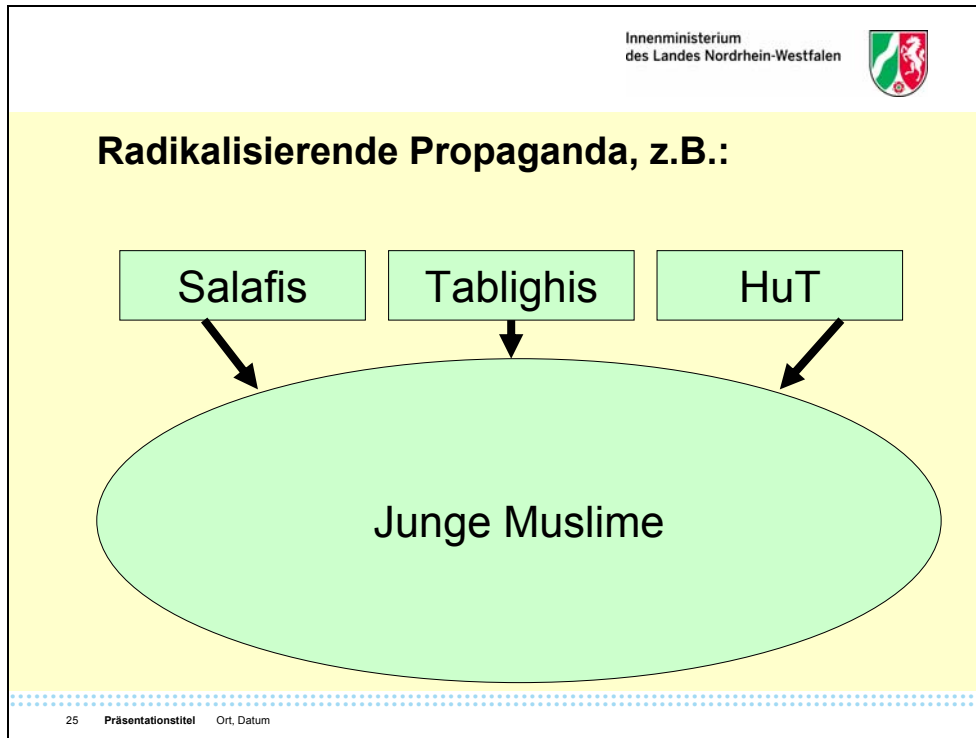 Innenministerium
des Landes Nordrhein-Westfalen
Radikalisierende Propaganda, z.B.:
Salafis Tablighis HuT
Junge Muslime
25 Präsentationstitel Ort, Datum